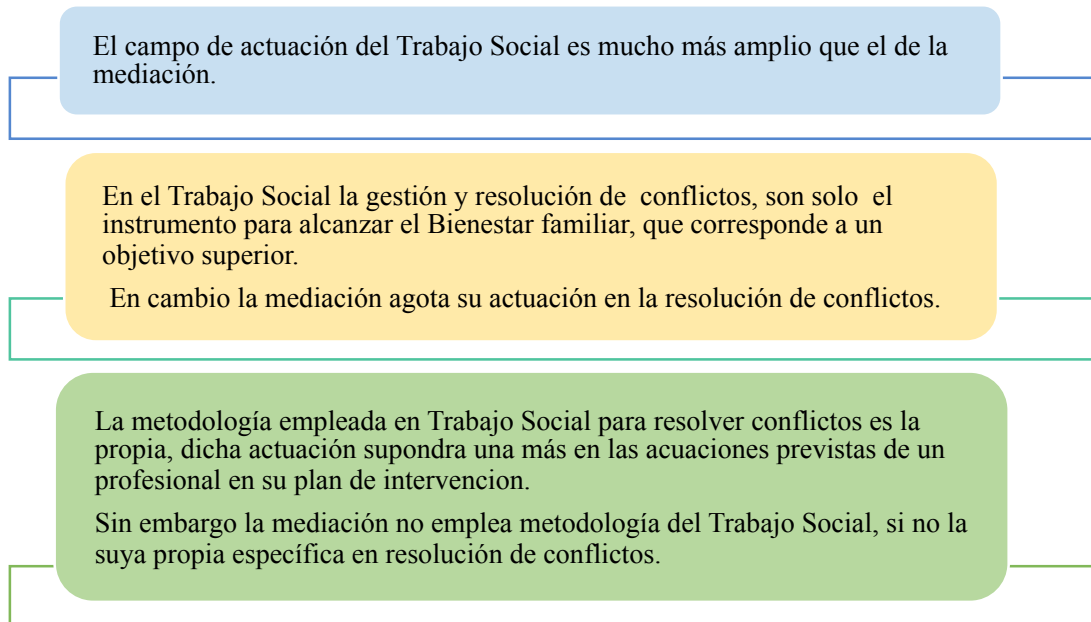 El campo de actuación del Trabajo Social es mucho más amplio que el de la
mediación.
En el Trabajo Social la gestión y resolución de  conflictos, son solo  el
instrumento para alcanzar el Bienestar familiar, que corresponde a un
objetivo superior.
En cambio la mediación agota su actuación en la resolución de conflictos.
La metodología empleada en Trabajo Social para resolver conflictos es la
propia, dicha actuación supondra una más en las acuaciones previstas de un
profesional en su plan de intervencion.
Sin embargo la mediación no emplea metodología del Trabajo Social, si no la
suya propia específica en resolución de conflictos.